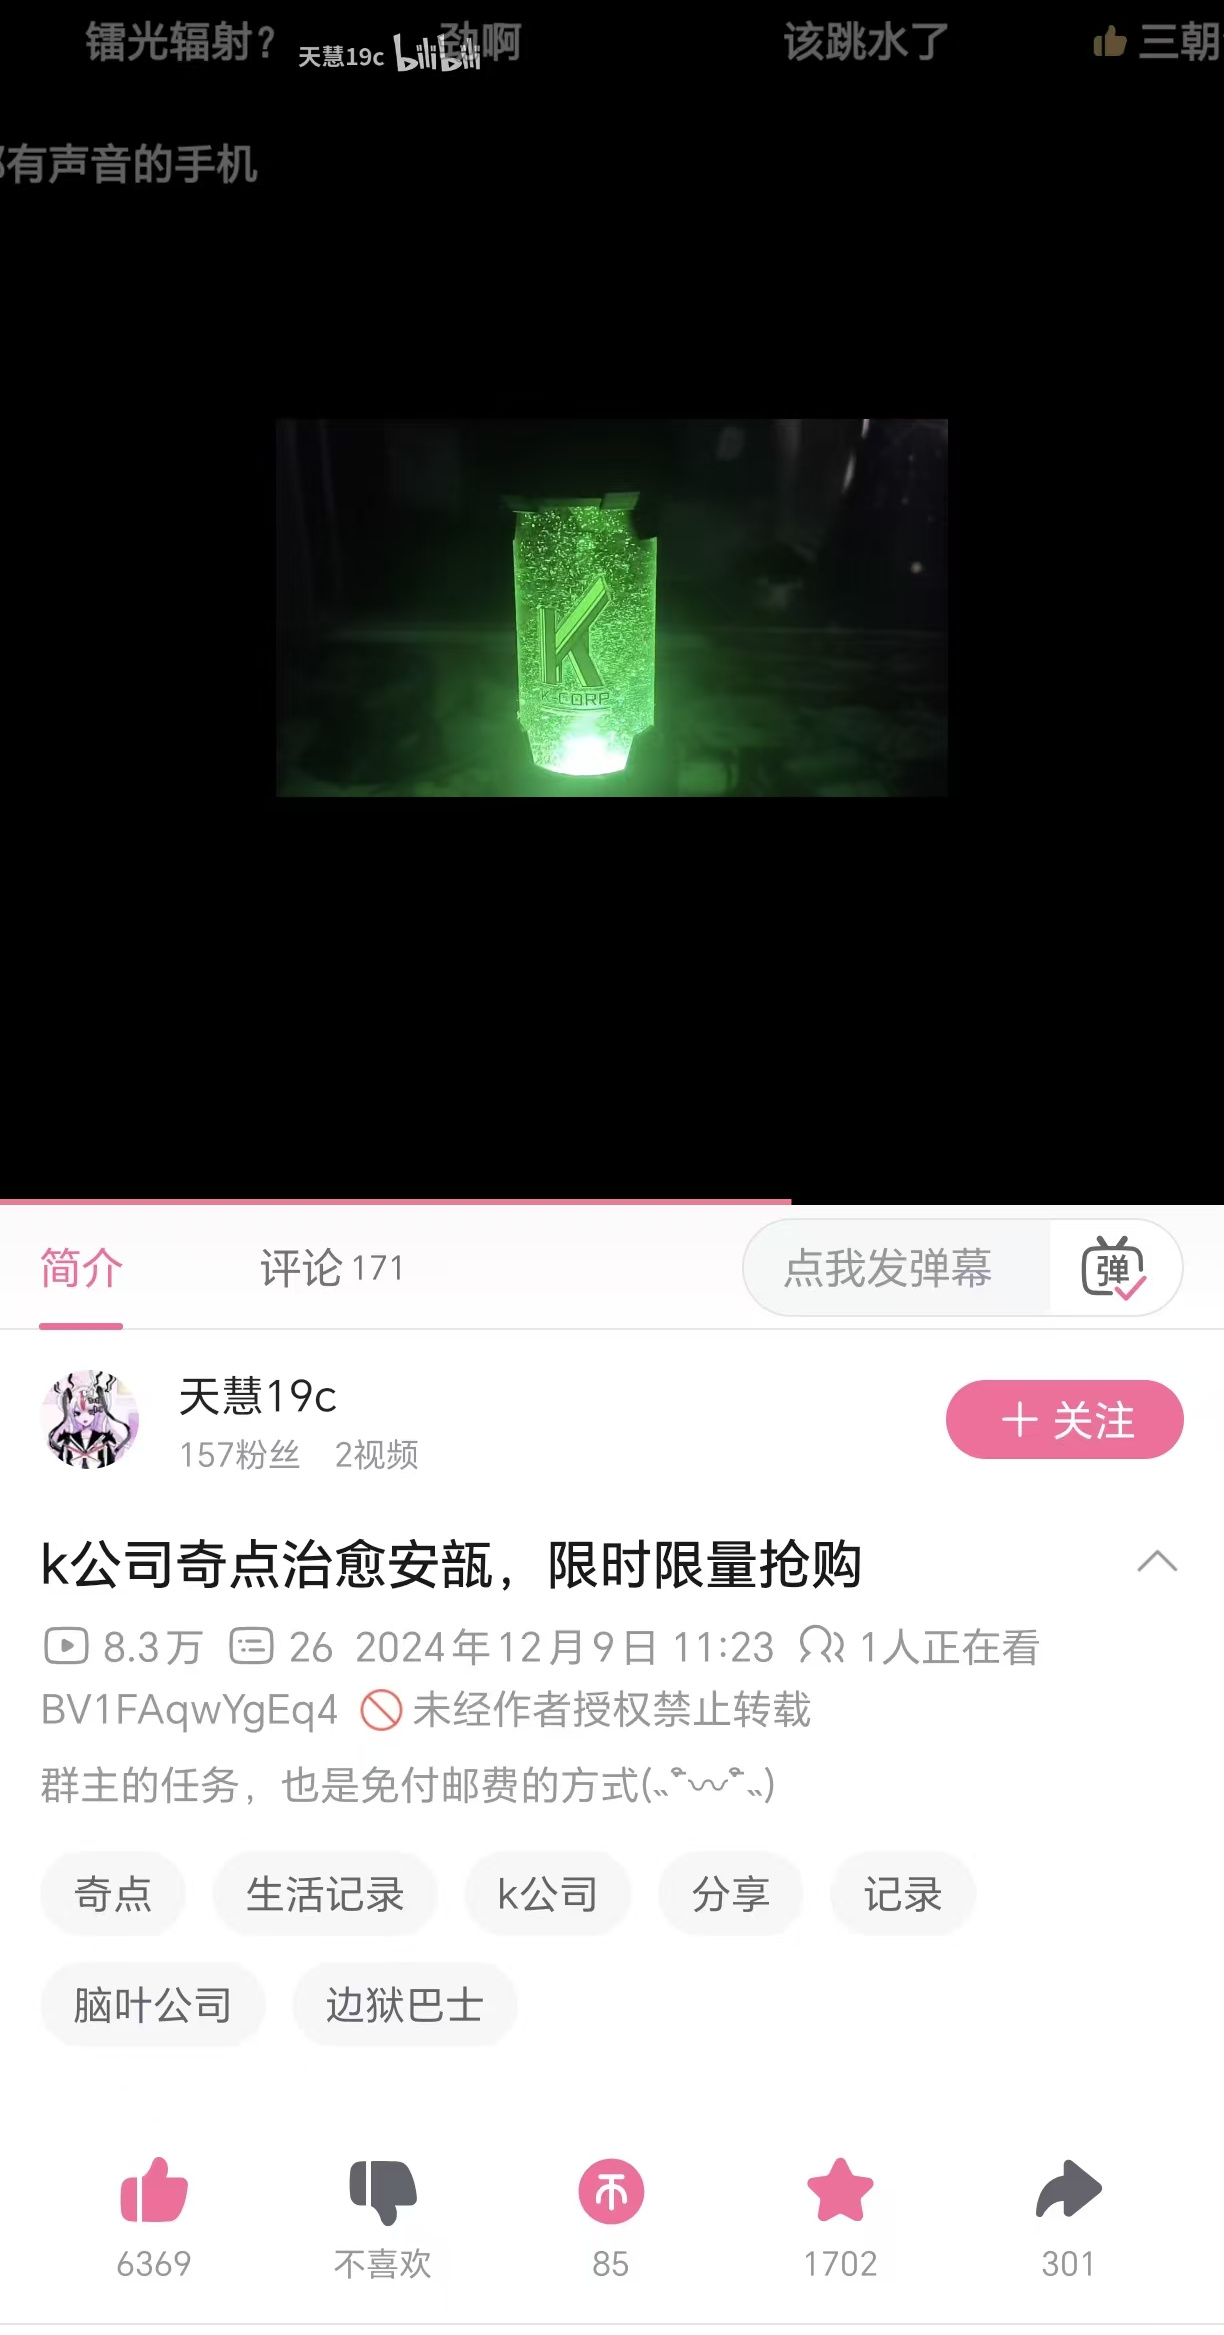 镭光辐射？ 天慧19c bilibili 劲啊 该跳水了 三朝
有声音的手机
K
K-CORP
简介 评论 171 点我发弹幕 弹
天慧19c
157粉丝 2视频
+ 关注
k公司奇点治愈安瓿，限时限量抢购
8.3万 26 2024年12月9日 11:23 1人正在看
BV1FAqwYgEq4 未经作者授权禁止转载
群主的任务，也是免付邮费的方式(˶˚ᵕ˚˶)
奇点 生活记录 k公司 分享 记录
脑叶公司 边狱巴士
6369 不喜欢 85 1702 301